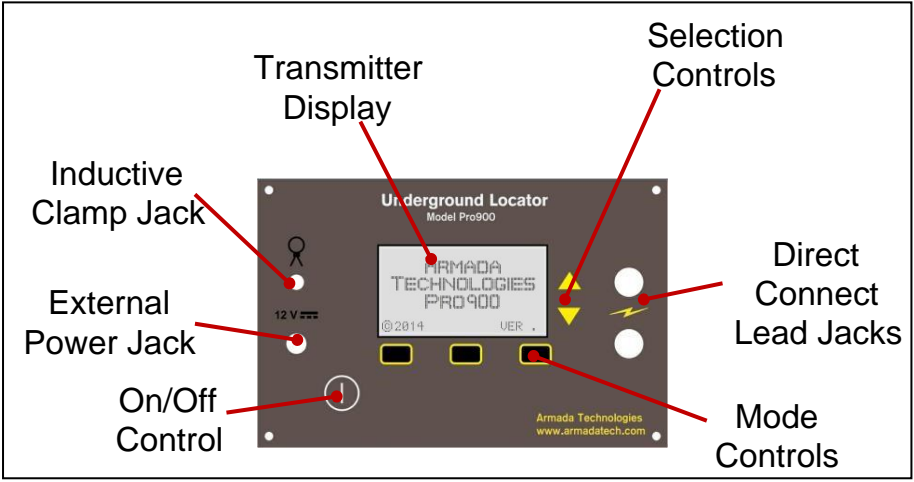 Selection
Controls
Transmitter
Display
Inductive
Clamp Jack
Underground Locator
Model Pro900
ARMADA
TECHNOLOGIES
PRO900
©2014 VER .
12 V
External
Power Jack
Direct
Connect
Lead Jacks
On/Off
Control
Armada Technologies
www.armadatech.com
Mode
Controls